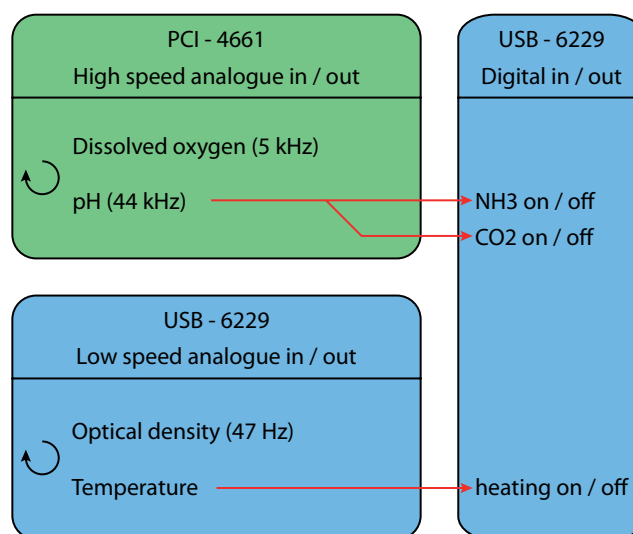 PCI - 4661
High speed analogue in / out
Dissolved oxygen (5 kHz)
pH (44 kHz)
USB - 6229
Digital in / out
NH3 on / off
CO2 on / off
heating on / off
USB - 6229
Low speed analogue in / out
Optical density (47 Hz)
Temperature